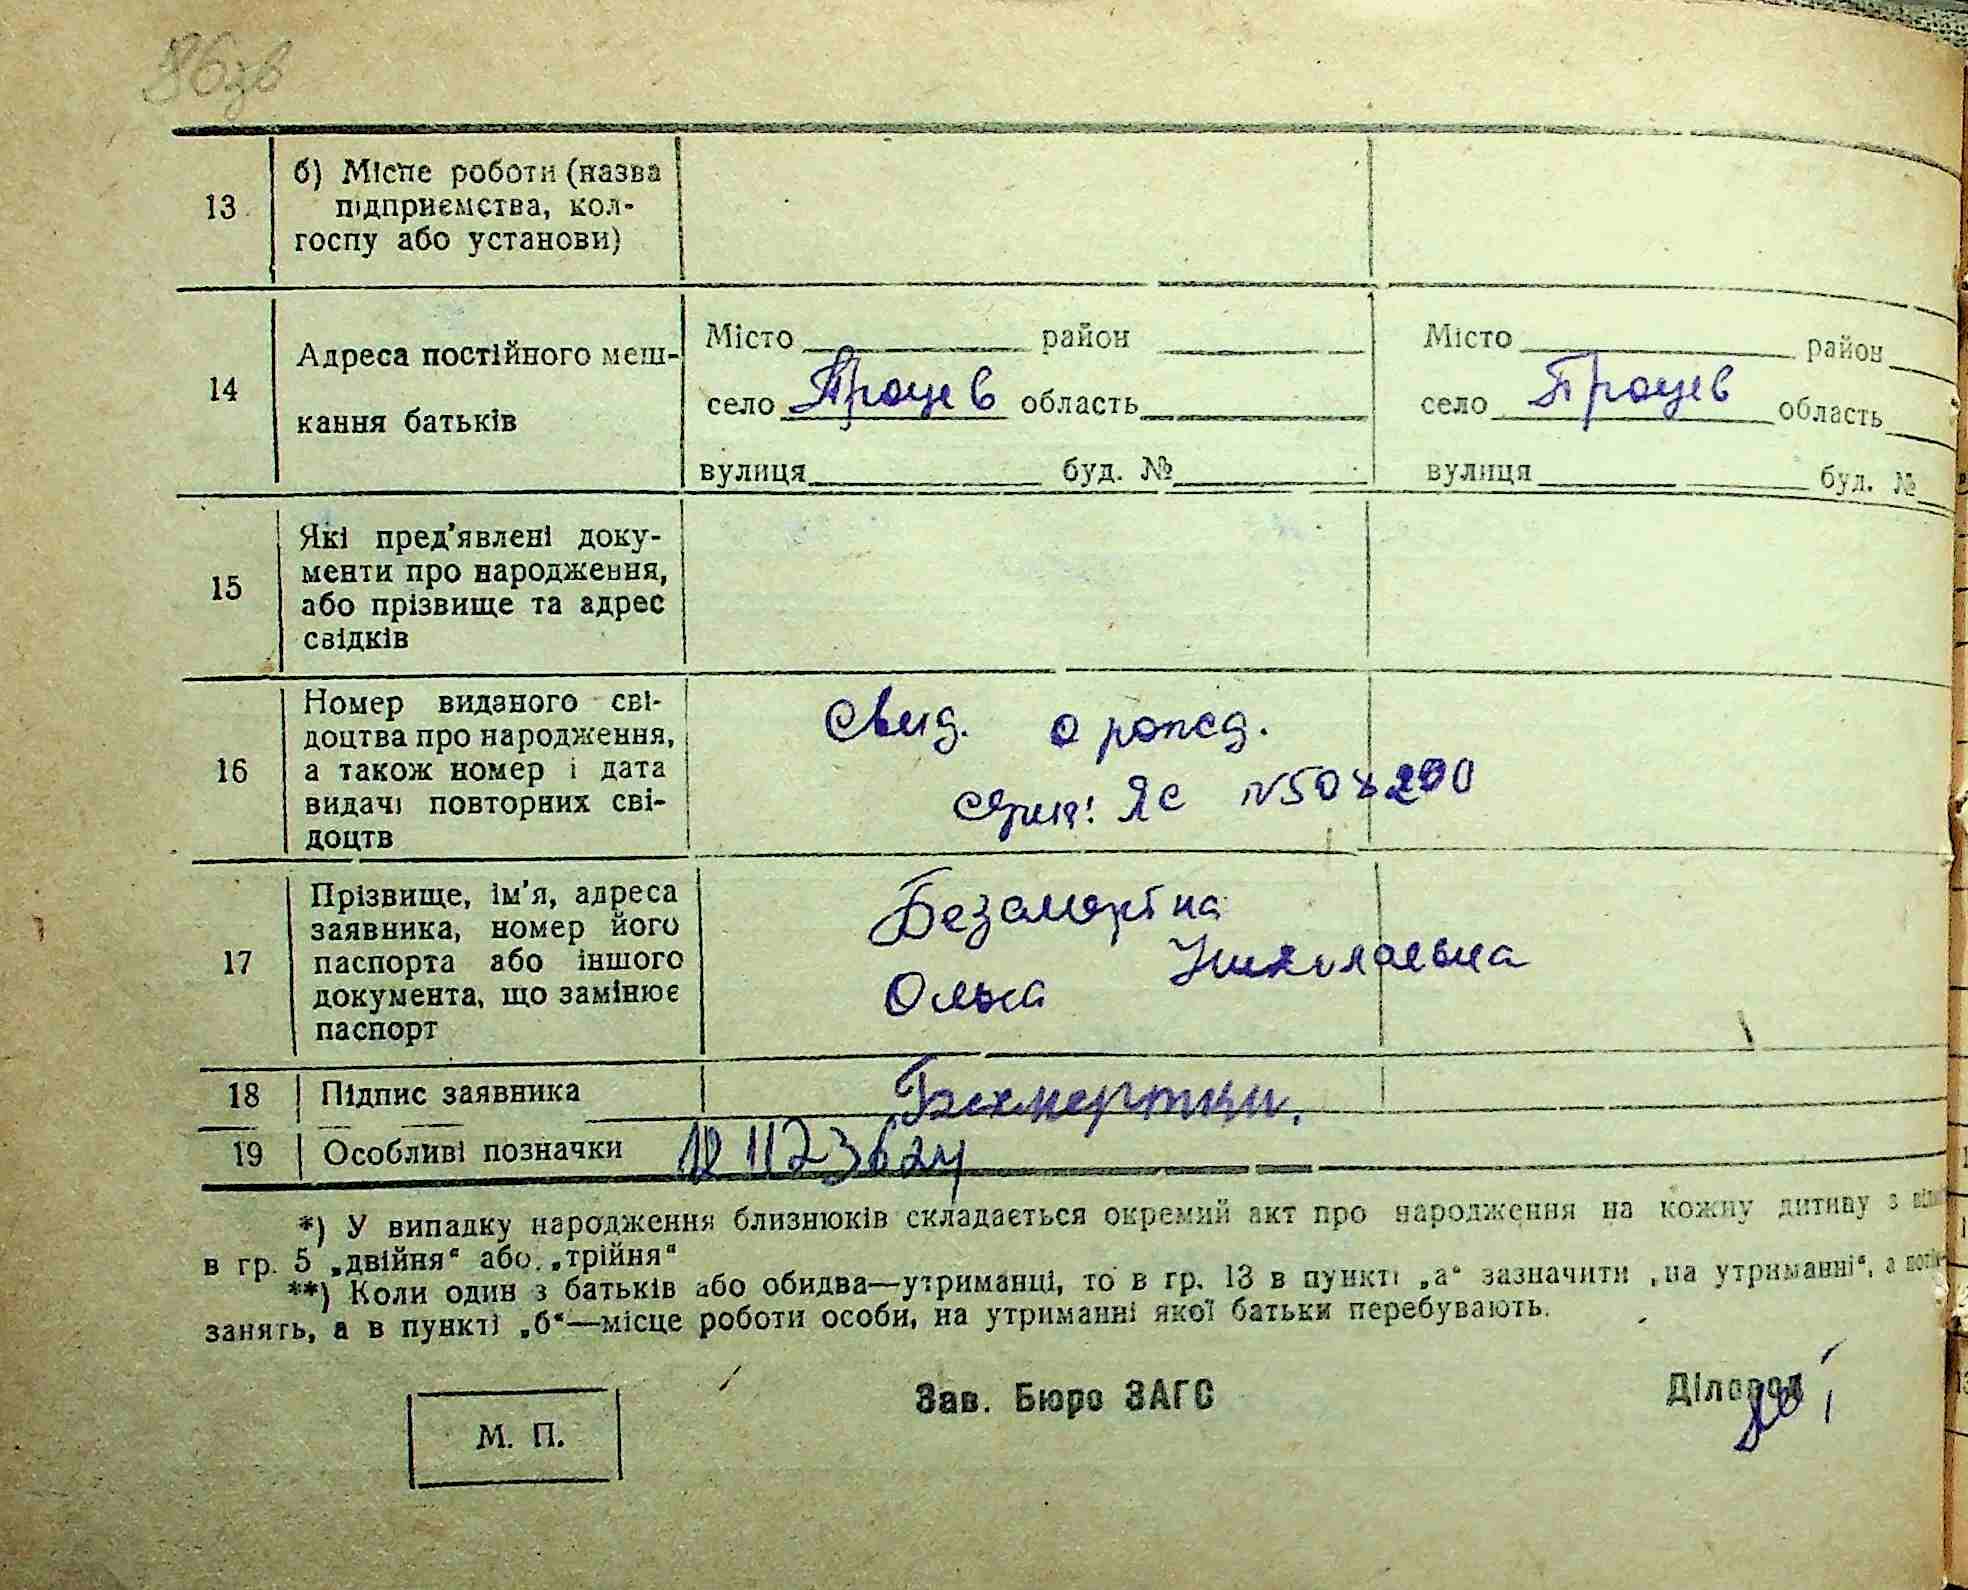 86зв
13 б) Місце роботи (назва
підприємства, кол-
госпу або установи)
14 Адреса постійного меш-
кання батьків
Місто район Місто район
село Процев область село Процев область
вулиця буд. № вулиця буд. №
15 Які пред'явлені доку-
менти про народження,
або прізвище та адрес
свідків
16 Номер виданого сві-
доцтва про народження,
а також номер і дата
видачі повторних сві-
доцтв
Свид. о рожд.
серия: ЯС №
17 Прізвище, ім'я, адреса
заявника, номер його
паспорта або іншого
документа, що замінює
паспорт
Безсмертна
Ольга Николаевна
18 Підпис заявника
19 Особливі позначки
*) У випадку народження близнюків складається окремий акт про народження на кожну дитину з
в гр. 5 „двійня“ або „трійня“
**) Коли один з батьків або обидва—утриманці, то в гр. 13 в пункті „а“ зазначити „на утриманні“, а
занять, а в пункті „б“—місце роботи особи, на утриманні якої батьки перебувають.
М. П. Зав. Бюро ЗАГС Діловод